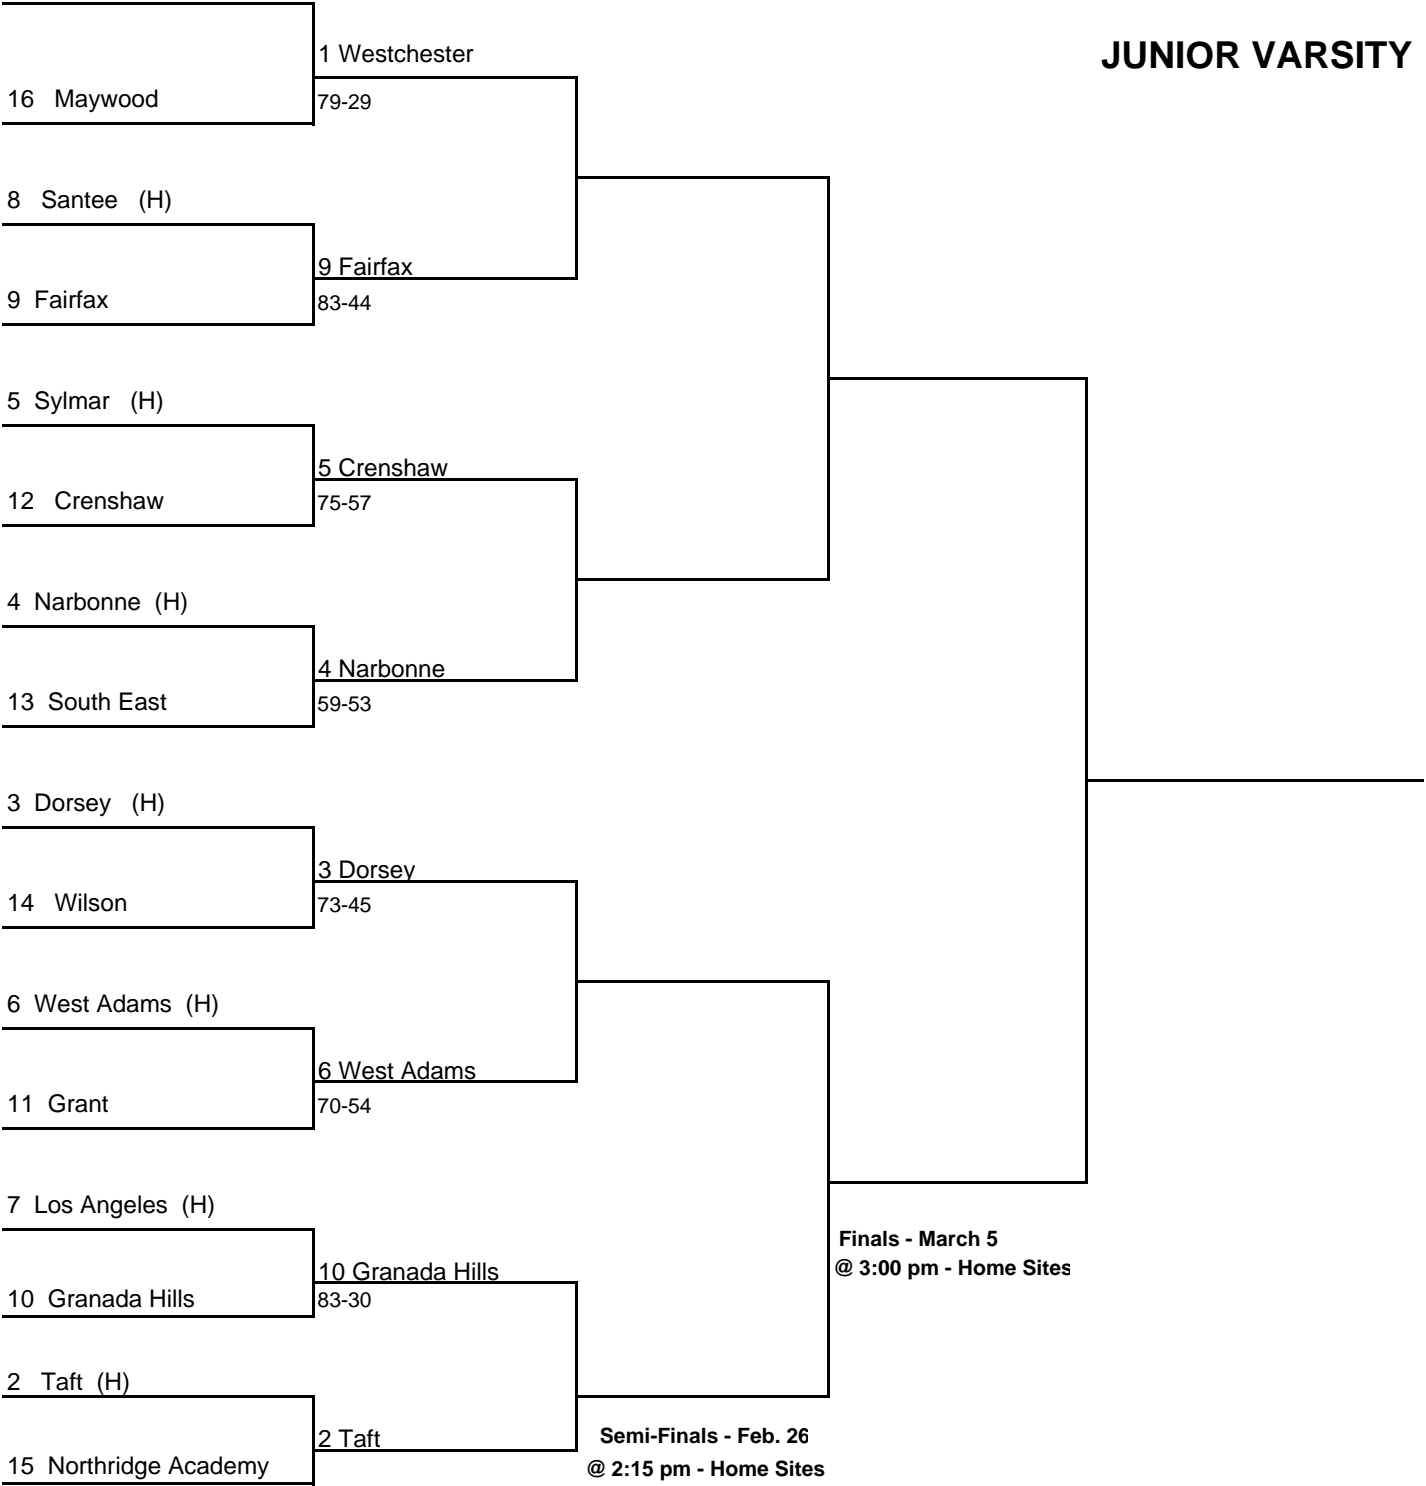 JUNIOR VARSITY
1 Westchester
16 Maywood
79-29
8 Santee (H)
9 Fairfax
9 Fairfax
83-44
5 Sylmar (H)
5 Crenshaw
12 Crenshaw
75-57
4 Narbonne (H)
4 Narbonne
13 South East
59-53
3 Dorsey (H)
3 Dorsey
14 Wilson
73-45
6 West Adams (H)
6 West Adams
11 Grant
70-54
7 Los Angeles (H)
10 Granada Hills
10 Granada Hills
83-30
Finals - March 5
@ 3:00 pm - Home Sites
2 Taft (H)
2 Taft
15 Northridge Academy
Semi-Finals - Feb. 26
@ 2:15 pm - Home Sites